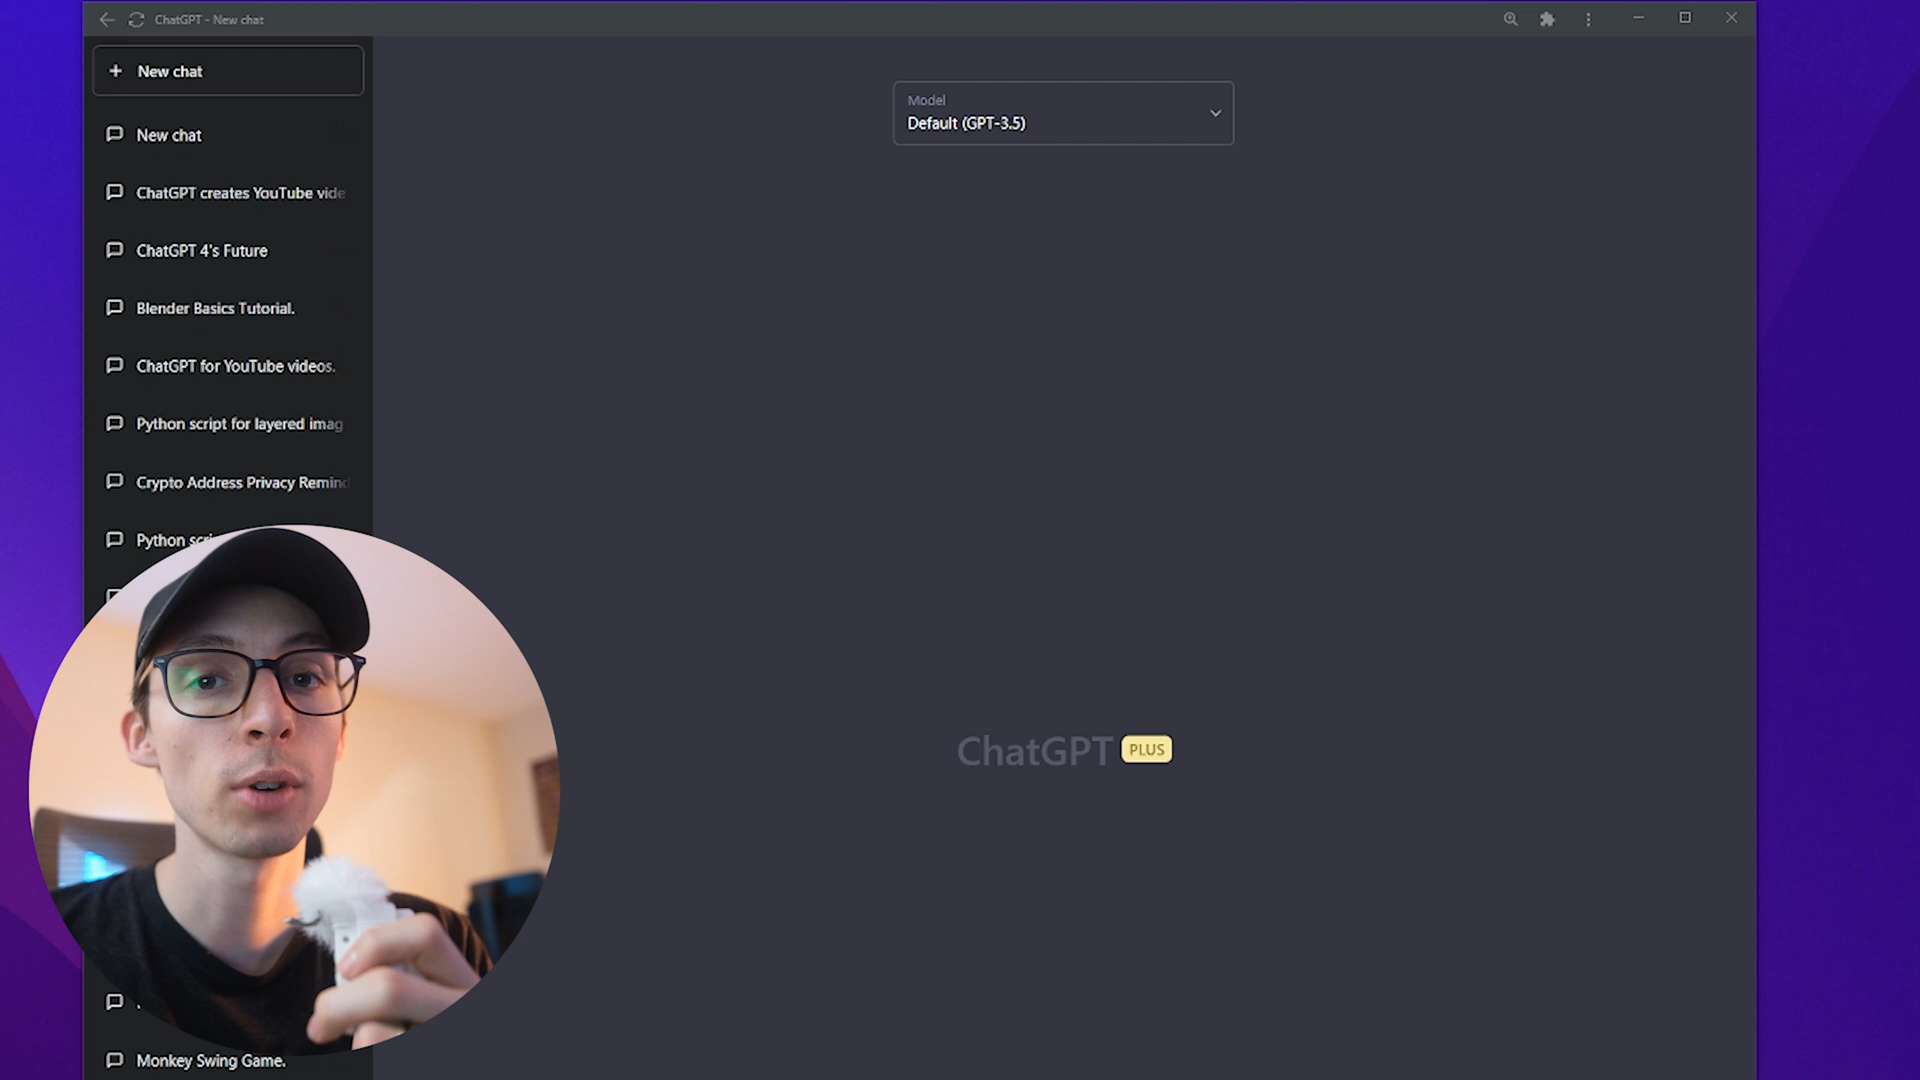 ChatGPT - New chat
New chat
New chat
ChatGPT creates YouTube vide
ChatGPT 4's Future
Blender Basics Tutorial.
ChatGPT for YouTube videos.
Python script for layered imag
Crypto Address Privacy Remind
Python scri
Monkey Swing Game.
Model
Default (GPT-3.5)
ChatGPT PLUS